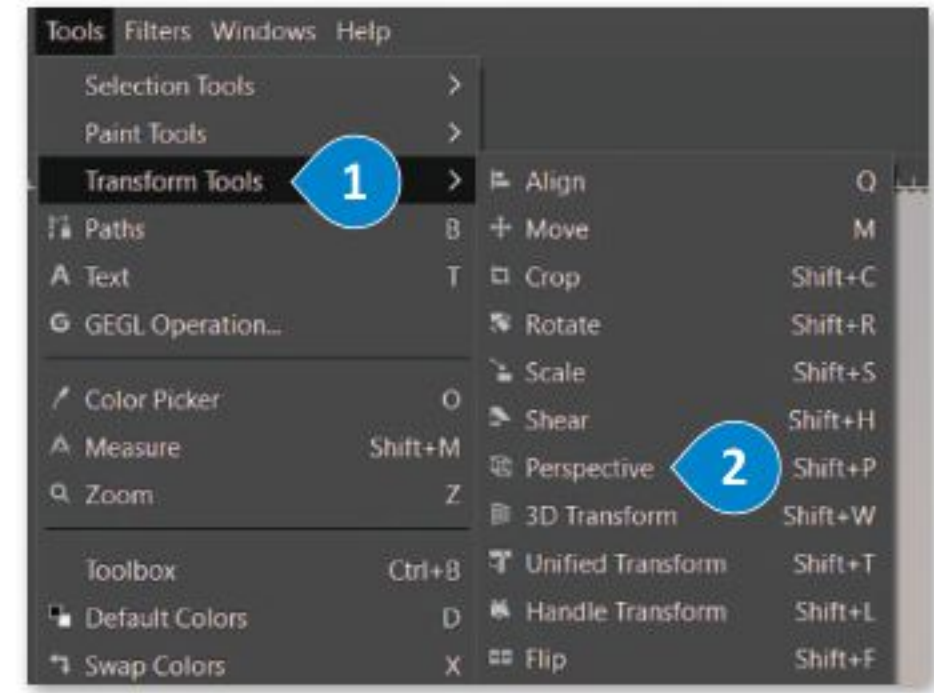 Tools Filters Windows Help
Selection Tools >
Paint Tools >
Transform Tools 1 >
Paths B
Text T
GEGL Operation...
Color Picker O
Measure Shift+M
Zoom Z
Toolbox Ctrl+B
Default Colors D
Swap Colors X
Align Q
Move M
Crop Shift+C
Rotate Shift+R
Scale Shift+S
Shear Shift+H
Perspective 2 Shift+P
3D Transform Shift+W
Unified Transform Shift+T
Handle Transform Shift+L
Flip Shift+F